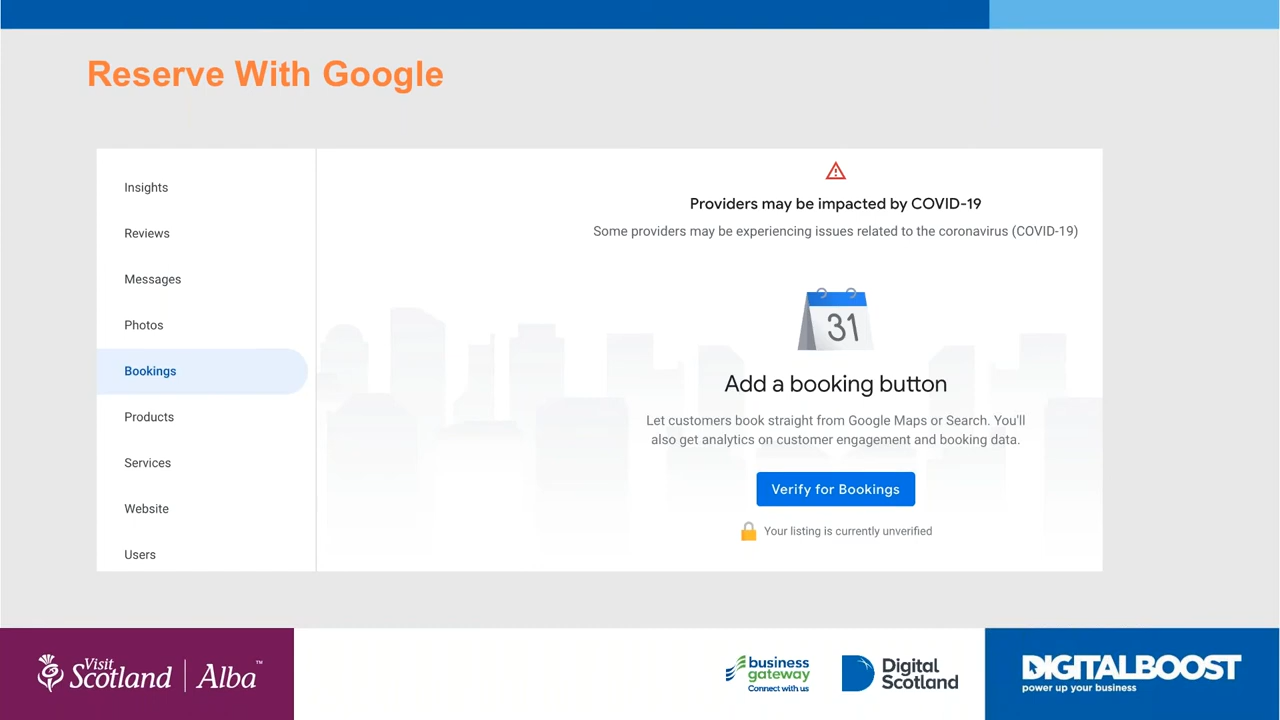 Reserve With Google
Insights
Reviews
Messages
Photos
Bookings
Products
Services
Website
Users
Providers may be impacted by COVID-19
Some providers may be experiencing issues related to the coronavirus (COVID-19)
31
Add a booking button
Let customers book straight from Google Maps or Search. You'll
also get analytics on customer engagement and booking data.
Verify for Bookings
Your listing is currently unverified
Visit
Scotland | Alba™
business
gateway
Connect with us
Digital
Scotland
DIGITALBOOST
power up your business